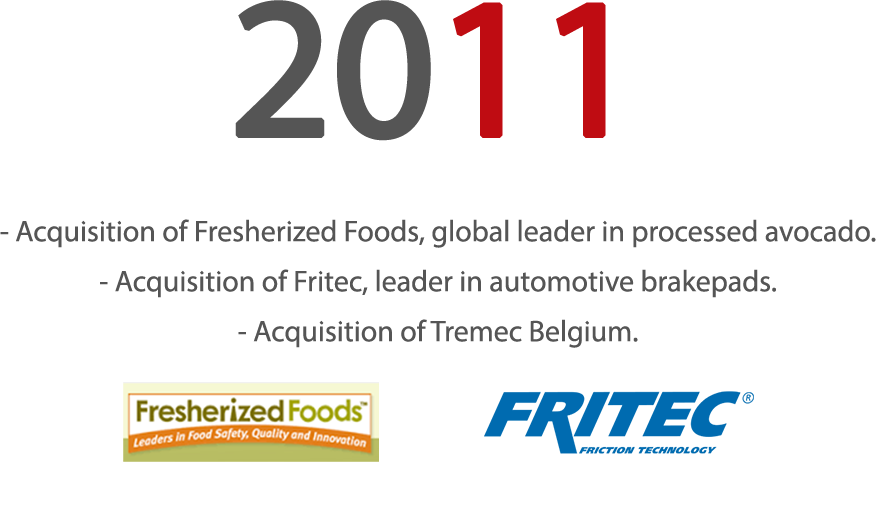 2011
- Acquisition of Fresherized Foods, global leader in processed avocado.
- Acquisition of Fritec, leader in automotive brakepads.
- Acquisition of Tremec Belgium.
Fresherized Foods™
Leaders in Food Safety, Quality and Innovation
FRITEC®
FRICTION TECHNOLOGY